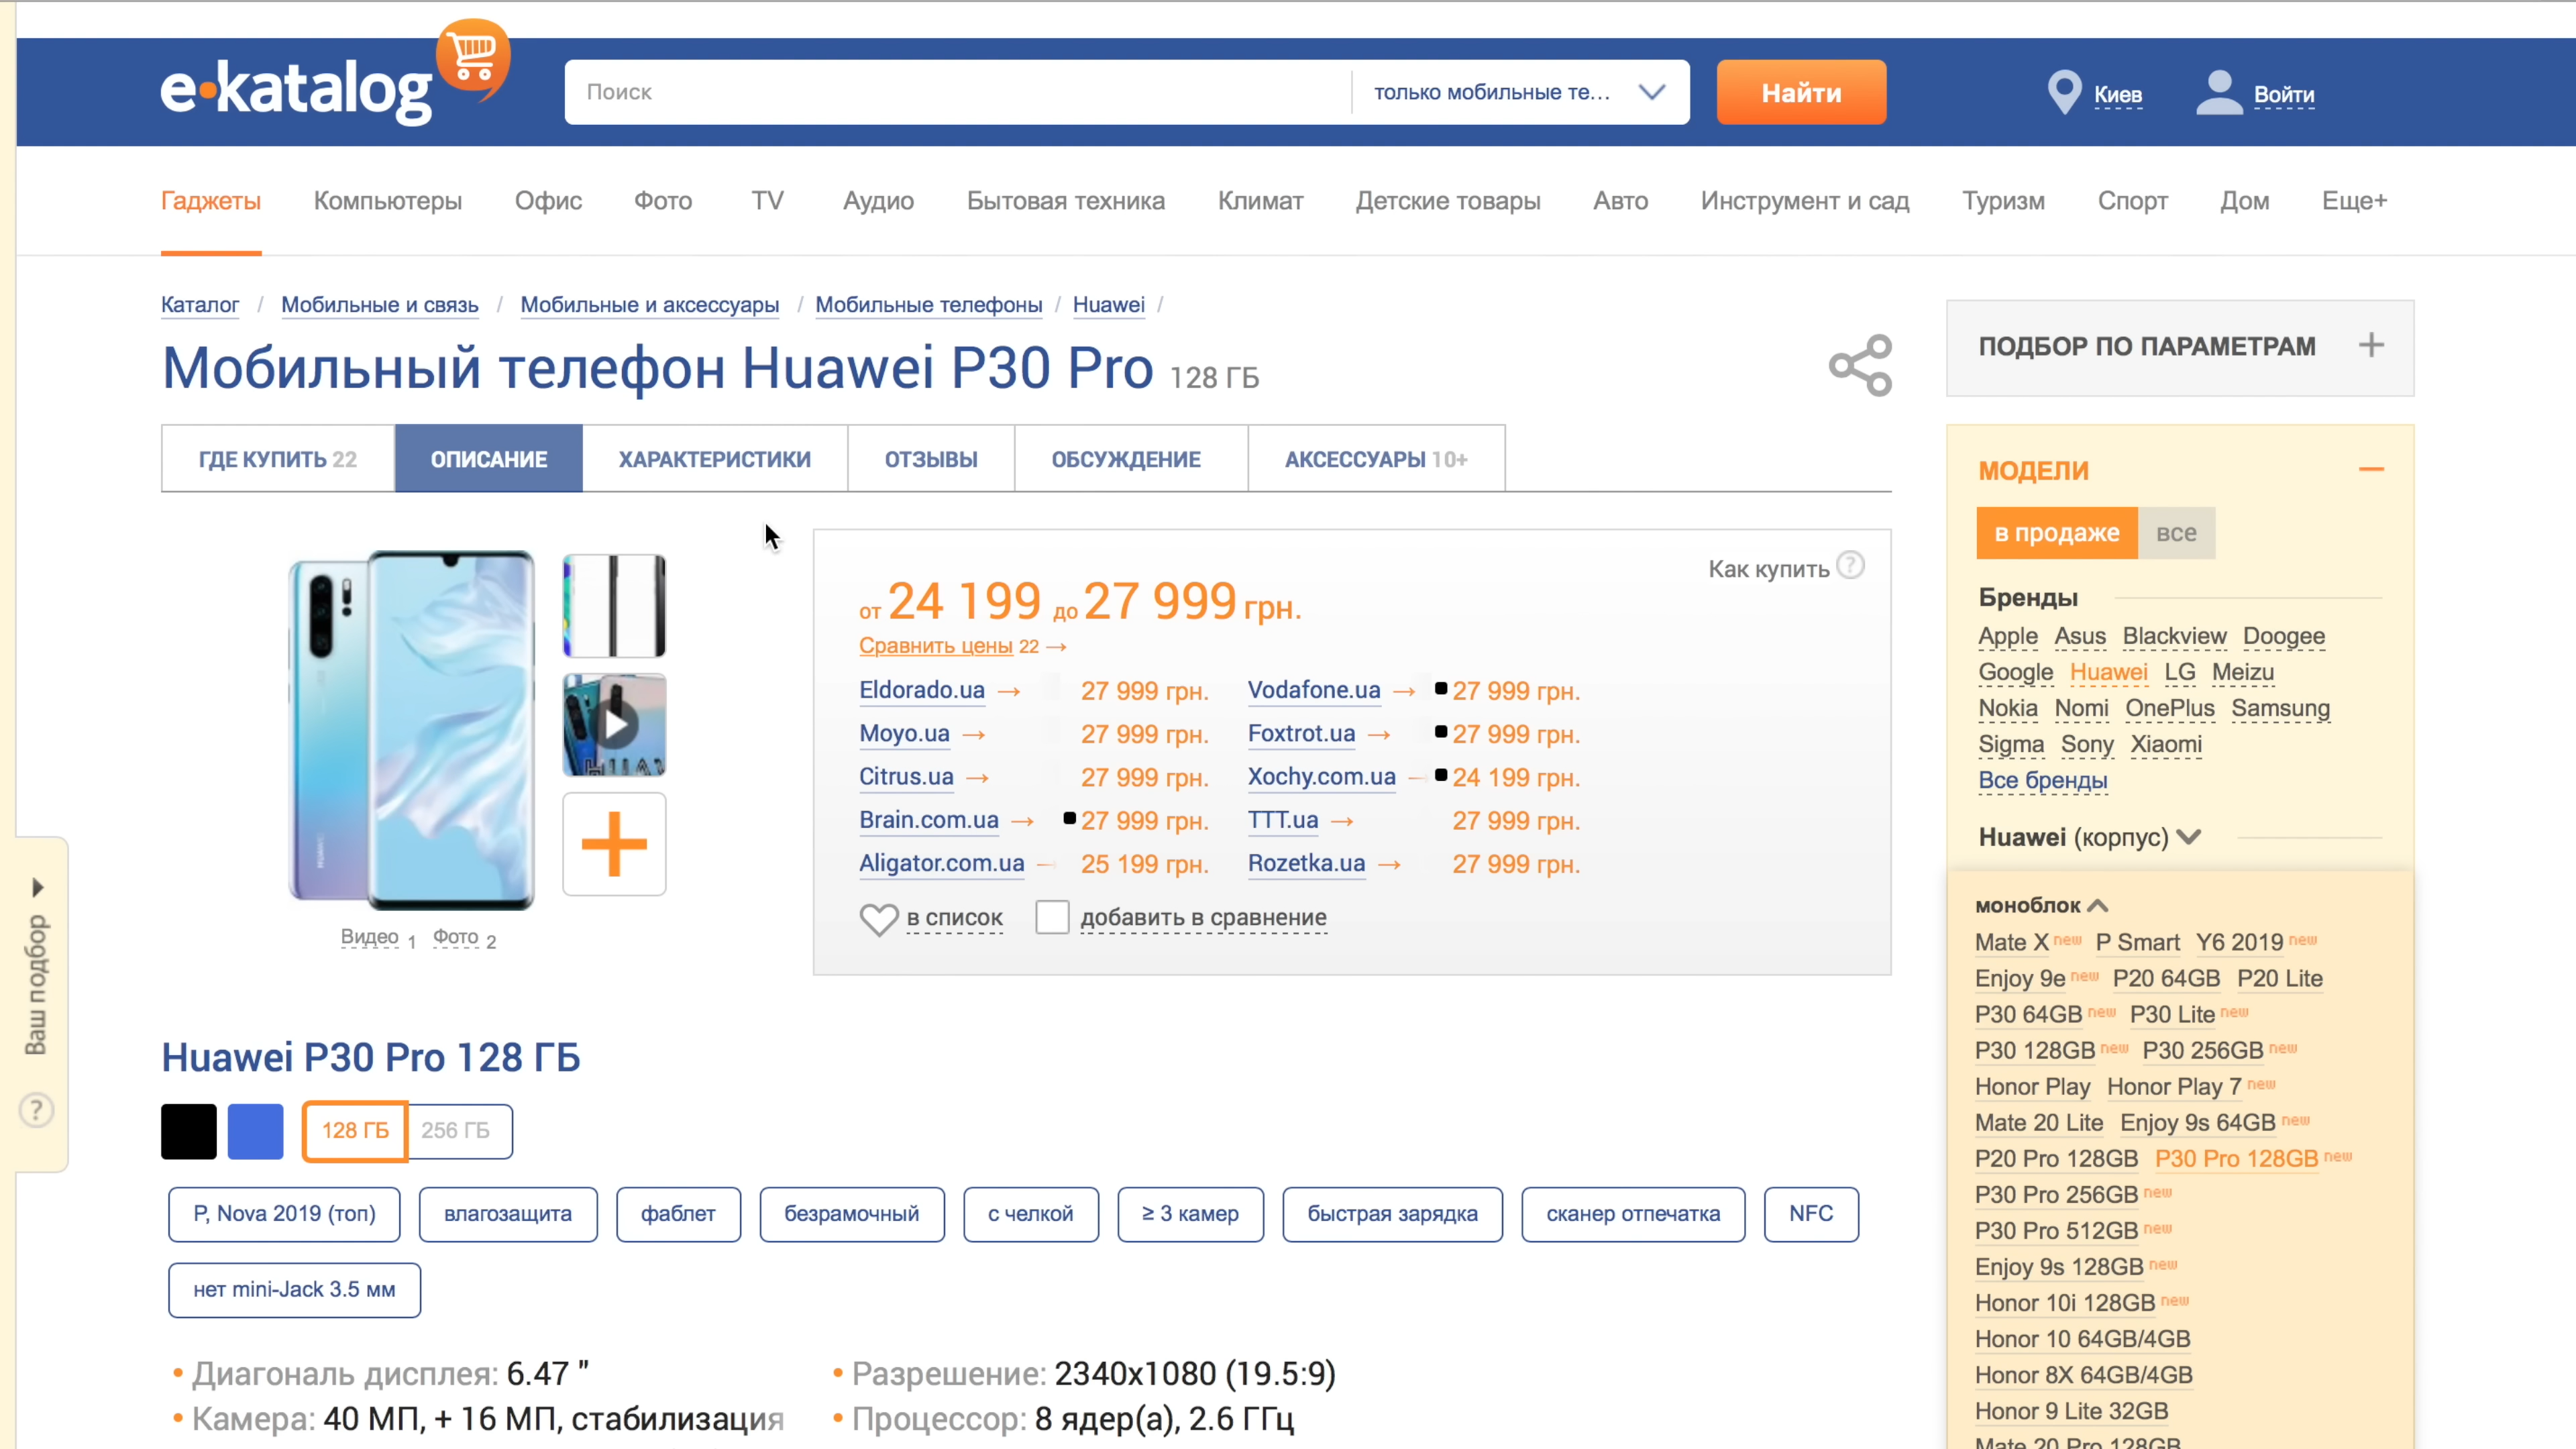 e•katalog
Поиск
только мобильные те...
Найти
Киев
Войти
Гаджеты Компьютеры Офис Фото TV Аудио Бытовая техника Климат Детские товары Авто Инструмент и сад Туризм Спорт Дом Еще+
Каталог / Мобильные и связь / Мобильные и аксессуары / Мобильные телефоны / Huawei /
Мобильный телефон Huawei P30 Pro 128 ГБ
ГДЕ КУПИТЬ 22 ОПИСАНИЕ ХАРАКТЕРИСТИКИ ОТЗЫВЫ ОБСУЖДЕНИЕ АКСЕССУАРЫ 10+
Видео 1 Фото 2
Как купить ?
от 24 199 до 27 999 грн.
Сравнить цены 22 →
Eldorado.ua → 27 999 грн. Vodafone.ua → 27 999 грн.
Moyo.ua → 27 999 грн. Foxtrot.ua → 27 999 грн.
Citrus.ua → 27 999 грн. Xochy.com.ua → 24 199 грн.
Brain.com.ua → 27 999 грн. TTT.ua → 27 999 грн.
Aligator.com.ua → 25 199 грн. Rozetka.ua → 27 999 грн.
в список добавить в сравнение
Huawei P30 Pro 128 ГБ
128 ГБ 256 ГБ
P, Nova 2019 (топ) влагозащита фаблет безрамочный с челкой ≥ 3 камер быстрая зарядка сканер отпечатка NFC
нет mini-Jack 3.5 мм
• Диагональ дисплея: 6.47 " • Разрешение: 2340x1080 (19.5:9)
• Камера: 40 МП, + 16 МП, стабилизация • Процессор: 8 ядер(а), 2.6 ГГц
Ваш подбор
?
ПОДБОР ПО ПАРАМЕТРАМ +
МОДЕЛИ
в продаже все
Бренды
Apple Asus Blackview Doogee
Google Huawei LG Meizu
Nokia Nomi OnePlus Samsung
Sigma Sony Xiaomi
Все бренды
Huawei (корпус)
моноблок
Mate X new P Smart Y6 2019 new
Enjoy 9e new P20 64GB P20 Lite
P30 64GB new P30 Lite new
P30 128GB new P30 256GB new
Honor Play Honor Play 7 new
Mate 20 Lite Enjoy 9s 64GB new
P20 Pro 128GB P30 Pro 128GB new
P30 Pro 256GB new
P30 Pro 512GB new
Enjoy 9s 128GB new
Honor 10i 128GB new
Honor 10 64GB/4GB
Honor 8X 64GB/4GB
Honor 9 Lite 32GB
Mate 20 Pro 128GB